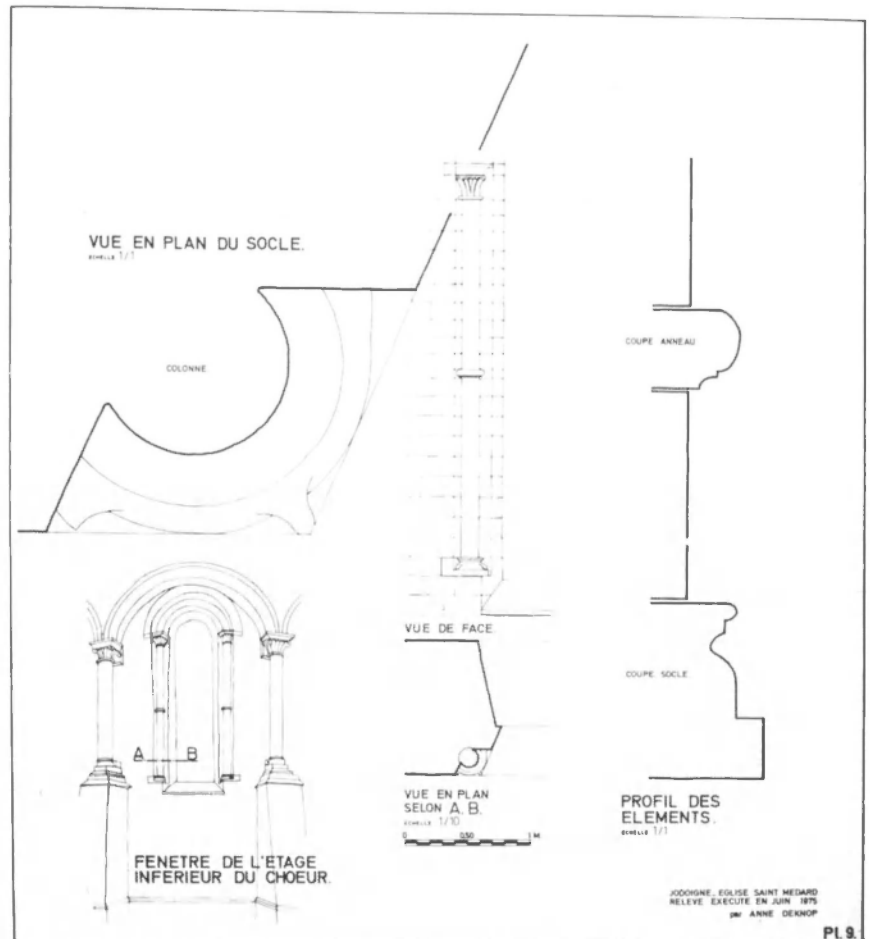 VUE EN PLAN DU SOCLE.
ECHELLE 1/1
COLONNE.
COUPE ANNEAU
VUE DE FACE.
COUPE SOCLE.
A B
VUE EN PLAN
SELON A. B.
ECHELLE 1/10
0 0.50 1 M.
PROFIL DES
ELEMENTS.
ECHELLE 1/1
FENETRE DE L'ETAGE
INFERIEUR DU CHOEUR.
JODOIGNE, EGLISE SAINT MEDARD
RELEVE EXECUTE EN JUIN 1975
par ANNE DEKNOP
PL 9.